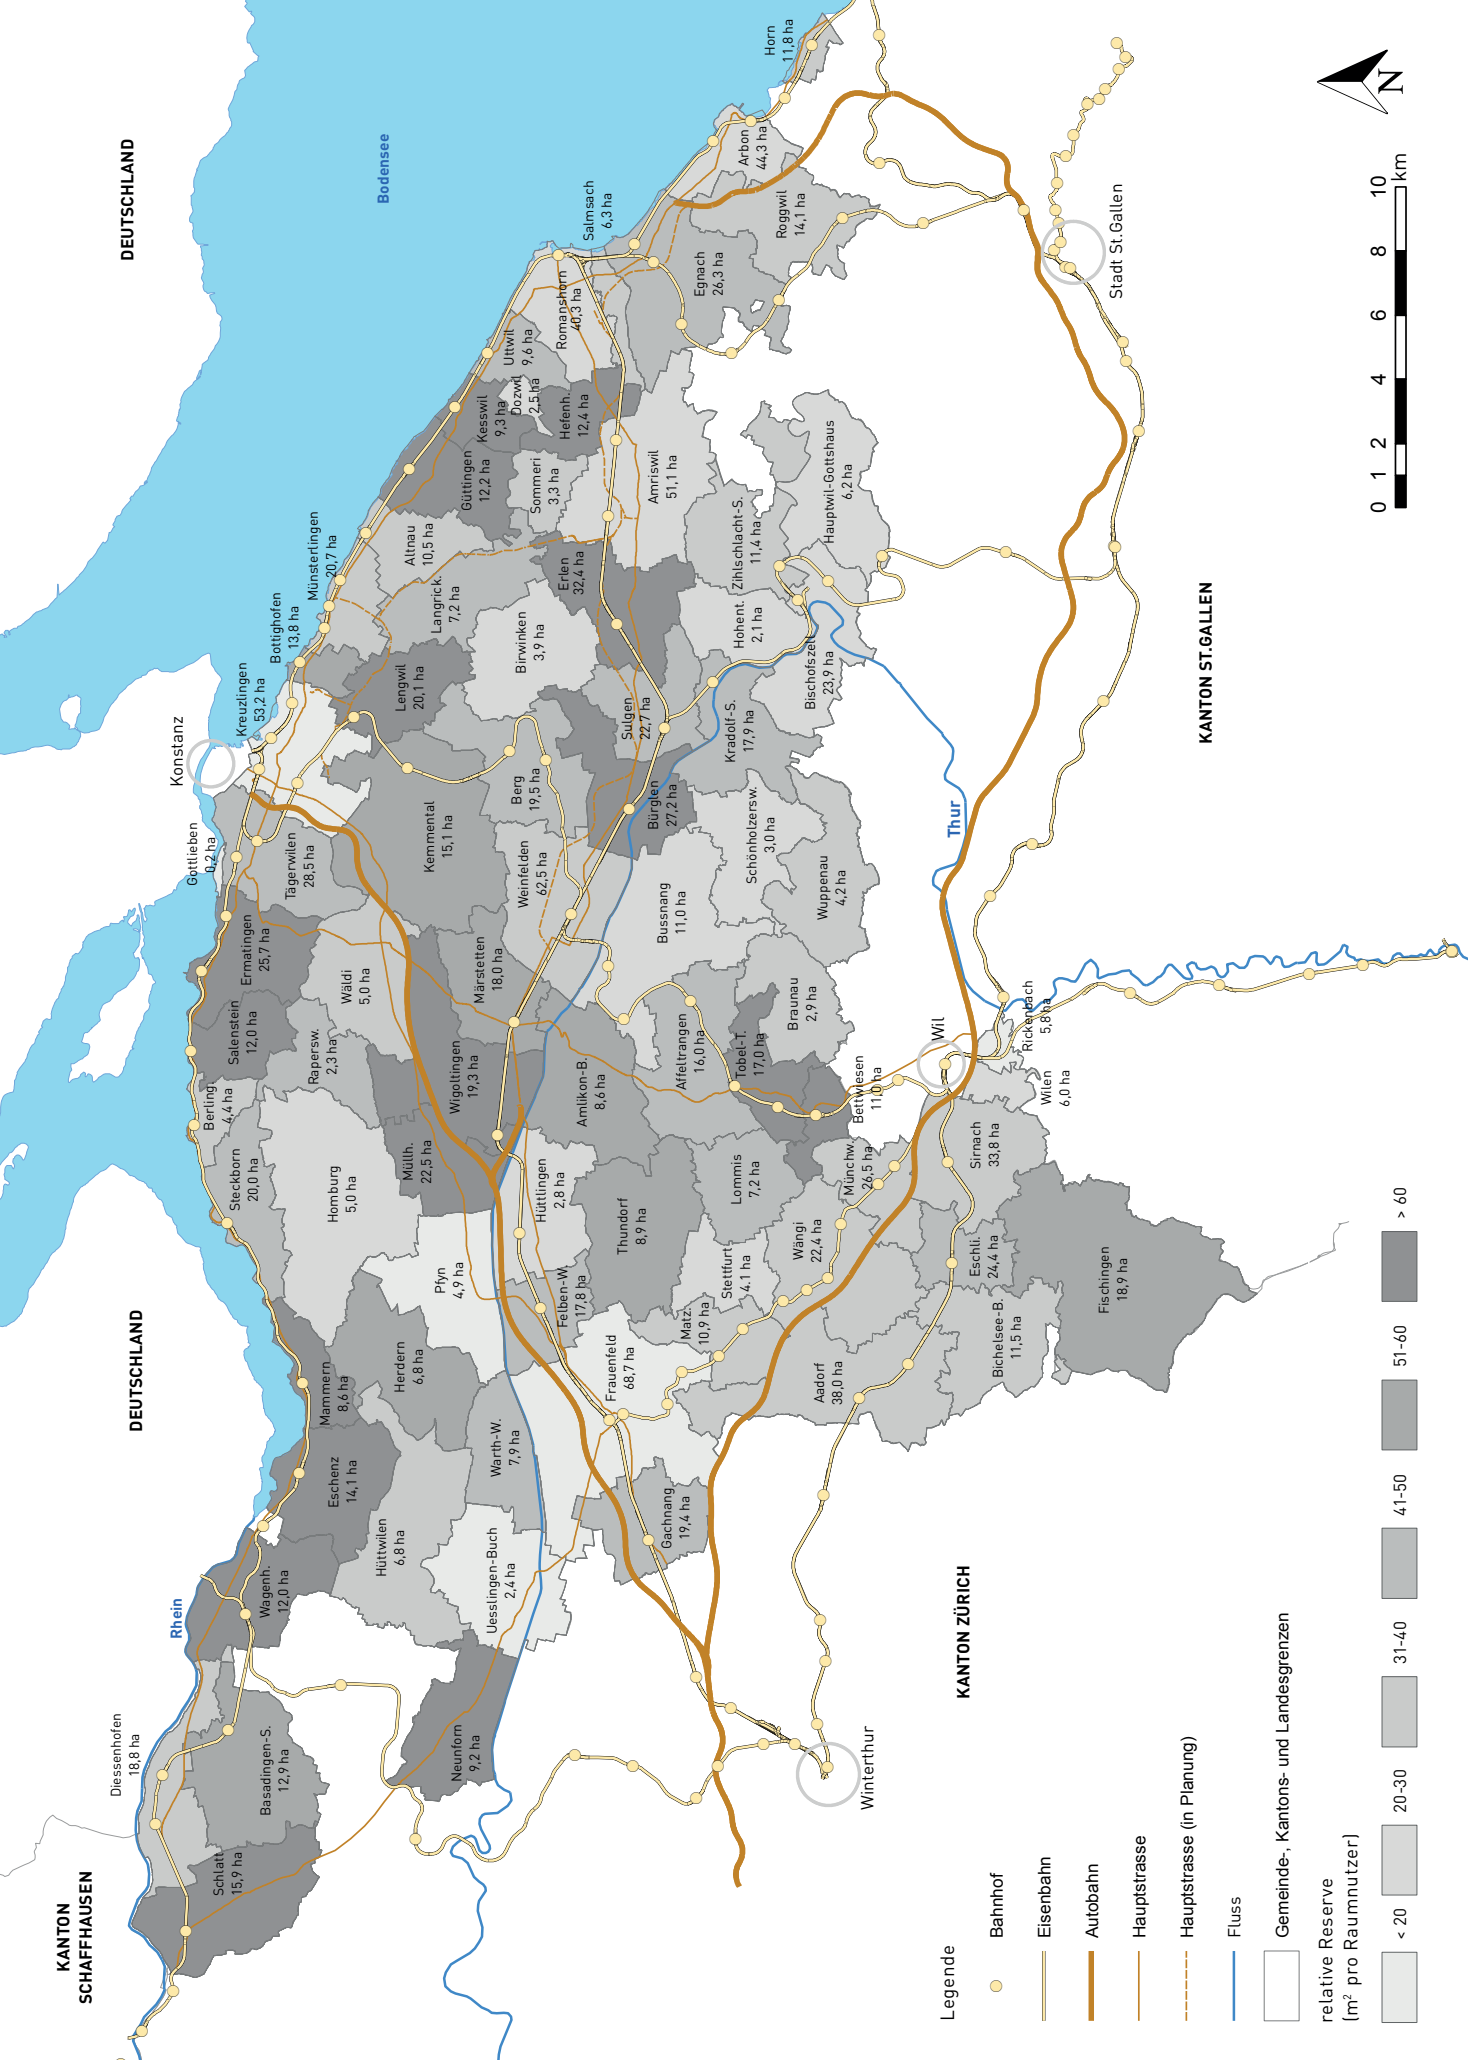 KANTON
SCHAFFHAUSEN
DEUTSCHLAND
DEUTSCHLAND
Bodensee
Rhein
Thur
KANTON ZÜRICH
KANTON ST.GALLEN
Konstanz
Wil
Winterthur
Stadt St.Gallen
Diessenhofen
18,8 ha
Schlatt
15,9 ha
Basadingen-S.
12,9 ha
Wagenh.
12,0 ha
Neunforn
9,2 ha
Eschenz
14,1 ha
Hüttwilen
6,8 ha
Uesslingen-Buch
2,4 ha
Warth-W.
7,9 ha
Mammern
8,6 ha
Herdern
6,8 ha
Pfyn
4,9 ha
Gachnang
19,4 ha
Frauenfeld
68,7 ha
Felben-W.
17,8 ha
Matz.
10,9 ha
Stettfurt
4.1 ha
Thundorf
8,9 ha
Hüttlingen
2,8 ha
Aadorf
38,0 ha
Wängi
22,4 ha
Bichelsee-B.
11,5 ha
Eschli.
24,4 ha
Fischingen
18,9 ha
Sirnach
33,8 ha
Münchw.
26,5 ha
Lommis
7,2 ha
Wilen
6,0 ha
Rickenbach
5,8 ha
Bettwiesen
11,0 ha
Tobel-T.
17,0 ha
Affeltrangen
16,0 ha
Braunau
2,9 ha
Amlikon-B.
8,6 ha
Steckborn
20,0 ha
Berling.
4,4 ha
Homburg
5,0 ha
Müllh.
22,5 ha
Wigoltingen
19,3 ha
Rapersw.
2,3 ha
Salenstein
12,0 ha
Ermatingen
25,7 ha
Wäldi
5,0 ha
Märstetten
18,0 ha
Gottlieben
0,2 ha
Tägerwilen
28,5 ha
Kemmental
15,1 ha
Weinfelden
62,5 ha
Bussnang
11,0 ha
Wuppenau
4,2 ha
Schönholzersw.
3,0 ha
Berg
19,5 ha
Bürglen
27,2 ha
Kreuzlingen
53,2 ha
Bottighofen
13,8 ha
Münsterlingen
20,7 ha
Lengwil
20,1 ha
Langrick.
7,2 ha
Altnau
10,5 ha
Birwinken
3,9 ha
Sulgen
22,7 ha
Kradolf-S.
17,9 ha
Erlen
32,4 ha
Hohent.
2,1 ha
Bischofszell
23,9 ha
Zihlschlacht-S.
11,4 ha
Hauptwil-Gottshaus
6,2 ha
Güttingen
12,2 ha
Kesswil
9,3 ha
Sommeri
3,3 ha
Dozwil
2,5 ha
Uttwil
9,6 ha
Hefenh.
12,4 ha
Amriswil
51,1 ha
Romanshorn
40,3 ha
Salmsach
6,3 ha
Egnach
26,3 ha
Roggwil
14,1 ha
Arbon
44,3 ha
Horn
11,8 ha
Legende
Bahnhof
Eisenbahn
Autobahn
Hauptstrasse
Hauptstrasse (in Planung)
Fluss
Gemeinde-, Kantons- und Landesgrenzen
relative Reserve
(m² pro Raumnutzer)
< 20
20-30
31-40
41-50
51-60
> 60
0 1 2 4 6 8 10
km
N